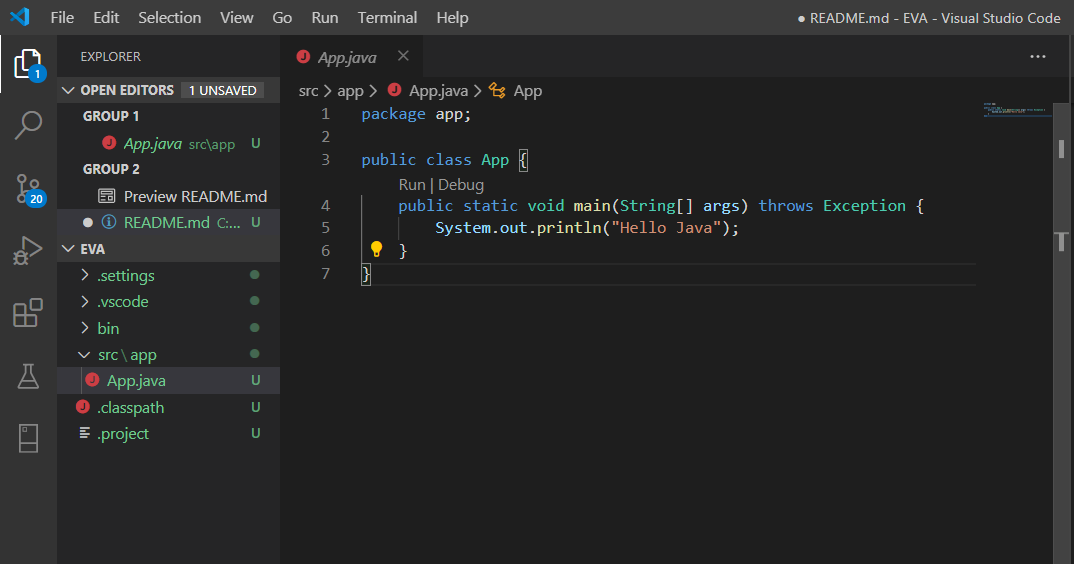 File Edit Selection View Go Run Terminal Help ● README.md - EVA - Visual Studio Code
1
20
EXPLORER
OPEN EDITORS 1 UNSAVED
GROUP 1
App.java src\app U
GROUP 2
Preview README.md
README.md C:... U
EVA
.settings
.vscode
bin
src\app
App.java U
.classpath U
.project U
App.java
src > app > App.java > App
1 package app;
2
3 public class App {
Run | Debug
4 public static void main(String[] args) throws Exception {
5 System.out.println("Hello Java");
6 }
7 }